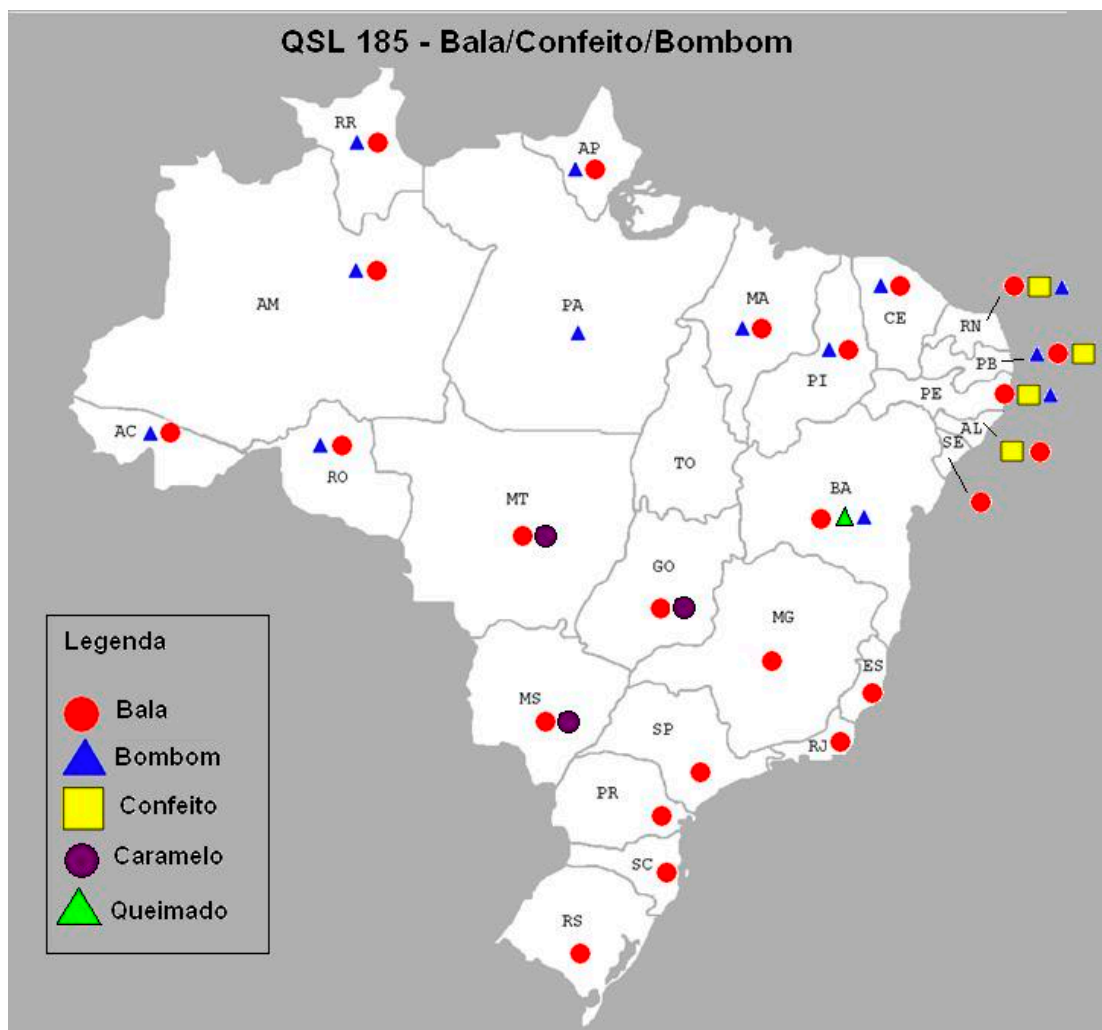 QSL 185 - Bala/Confeito/Bombom
RR
AP
AM
PA
MA
CE
RN
PI
PB
PE
AL
SE
AC
RO
TO
MT
BA
GO
MG
ES
MS
SP
RJ
PR
SC
RS
Legenda
Bala
Bombom
Confeito
Caramelo
Queimado